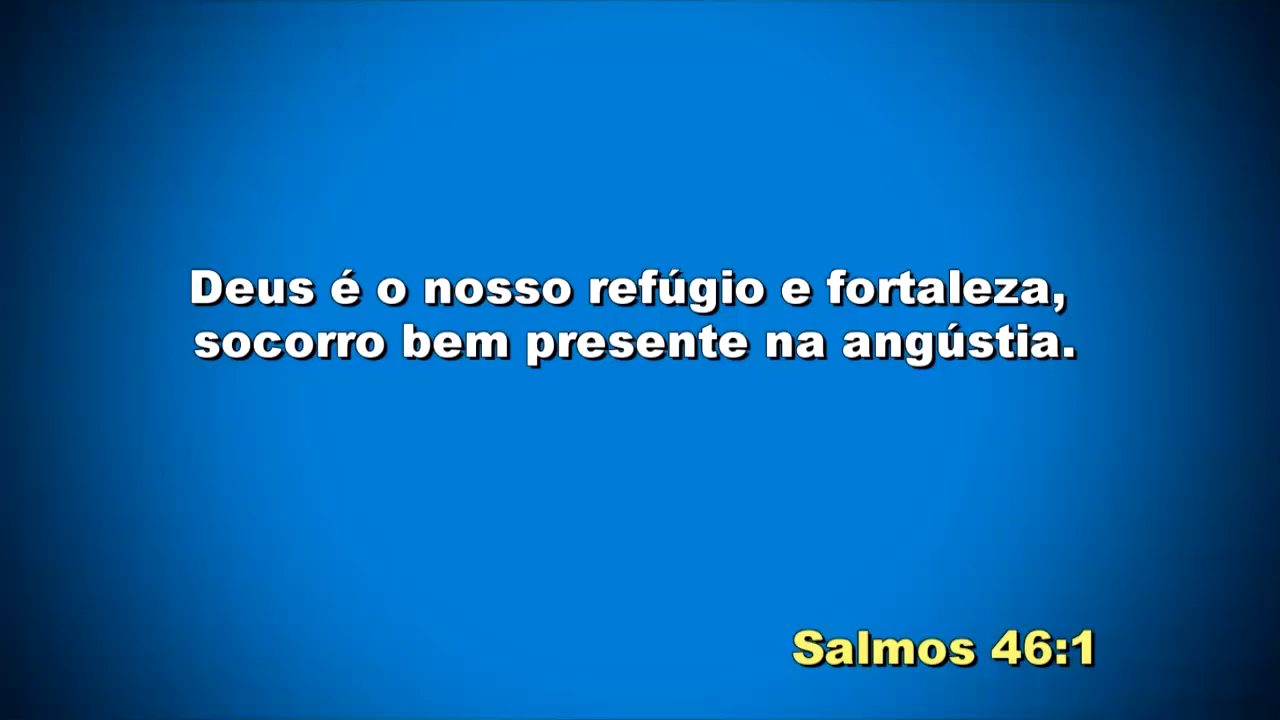 Deus é o nosso refúgio e fortaleza,
socorro bem presente na angústia.
Salmos 46:1